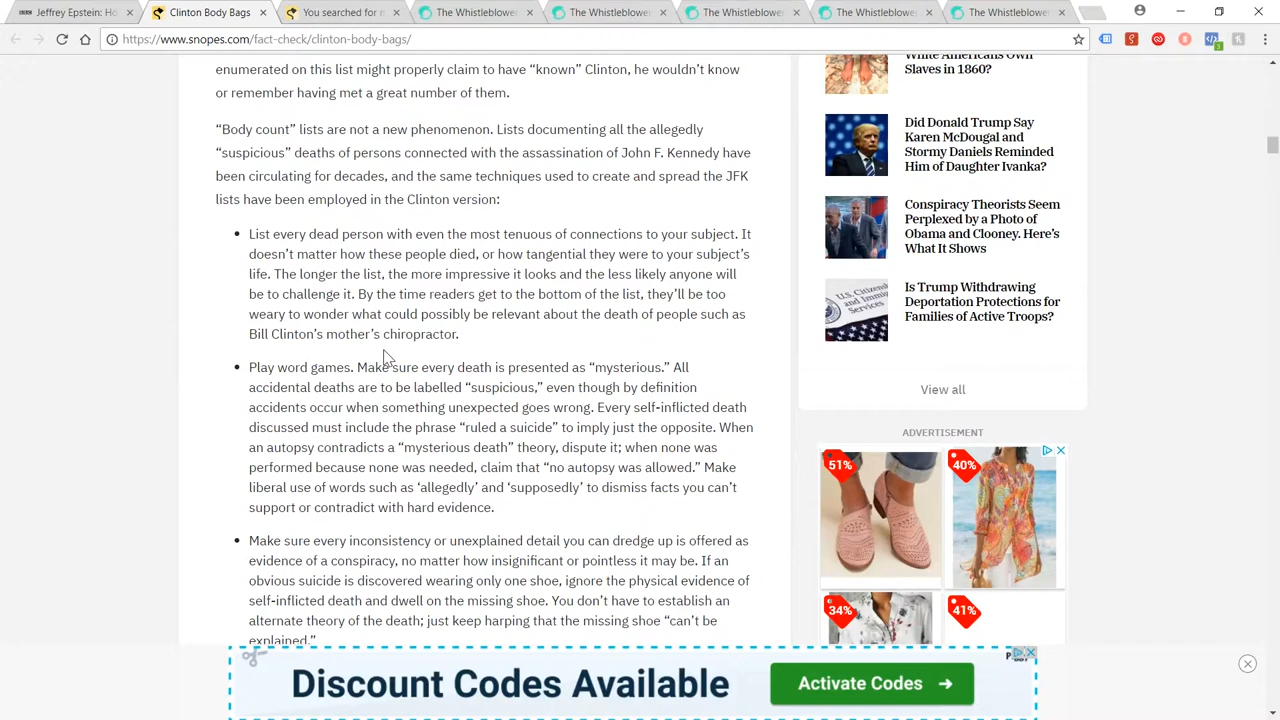 Jeffrey Epstein: H
Clinton Body Bags
You searched for m
The Whistleblower
The Whistleblower
The Whistleblower
The Whistleblower
The Whistleblower
https://www.snopes.com/fact-check/clinton-body-bags/
enumerated on this list might properly claim to have “known” Clinton, he wouldn’t know
or remember having met a great number of them.
“Body count” lists are not a new phenomenon. Lists documenting all the allegedly
“suspicious” deaths of persons connected with the assassination of John F. Kennedy have
been circulating for decades, and the same techniques used to create and spread the JFK
lists have been employed in the Clinton version:
List every dead person with even the most tenuous of connections to your subject. It
doesn’t matter how these people died, or how tangential they were to your subject’s
life. The longer the list, the more impressive it looks and the less likely anyone will
be to challenge it. By the time readers get to the bottom of the list, they’ll be too
weary to wonder what could possibly be relevant about the death of people such as
Bill Clinton’s mother’s chiropractor.
Play word games. Make sure every death is presented as “mysterious.” All
accidental deaths are to be labelled “suspicious,” even though by definition
accidents occur when something unexpected goes wrong. Every self-inflicted death
discussed must include the phrase “ruled a suicide” to imply just the opposite. When
an autopsy contradicts a “mysterious death” theory, dispute it; when none was
performed because none was needed, claim that “no autopsy was allowed.” Make
liberal use of words such as ‘allegedly’ and ‘supposedly’ to dismiss facts you can’t
support or contradict with hard evidence.
Make sure every inconsistency or unexplained detail you can dredge up is offered as
evidence of a conspiracy, no matter how insignificant or pointless it may be. If an
obvious suicide is discovered wearing only one shoe, ignore the physical evidence of
self-inflicted death and dwell on the missing shoe. You don’t have to establish an
alternate theory of the death; just keep harping that the missing shoe “can’t be
explained.”
White Americans Own
Slaves in 1860?
Did Donald Trump Say
Karen McDougal and
Stormy Daniels Reminded
Him of Daughter Ivanka?
Conspiracy Theorists Seem
Perplexed by a Photo of
Obama and Clooney. Here’s
What It Shows
U.S. Citizens
and Immig
Services
Is Trump Withdrawing
Deportation Protections for
Families of Active Troops?
View all
ADVERTISEMENT
51%
40%
34%
41%
Discount Codes Available
Activate Codes